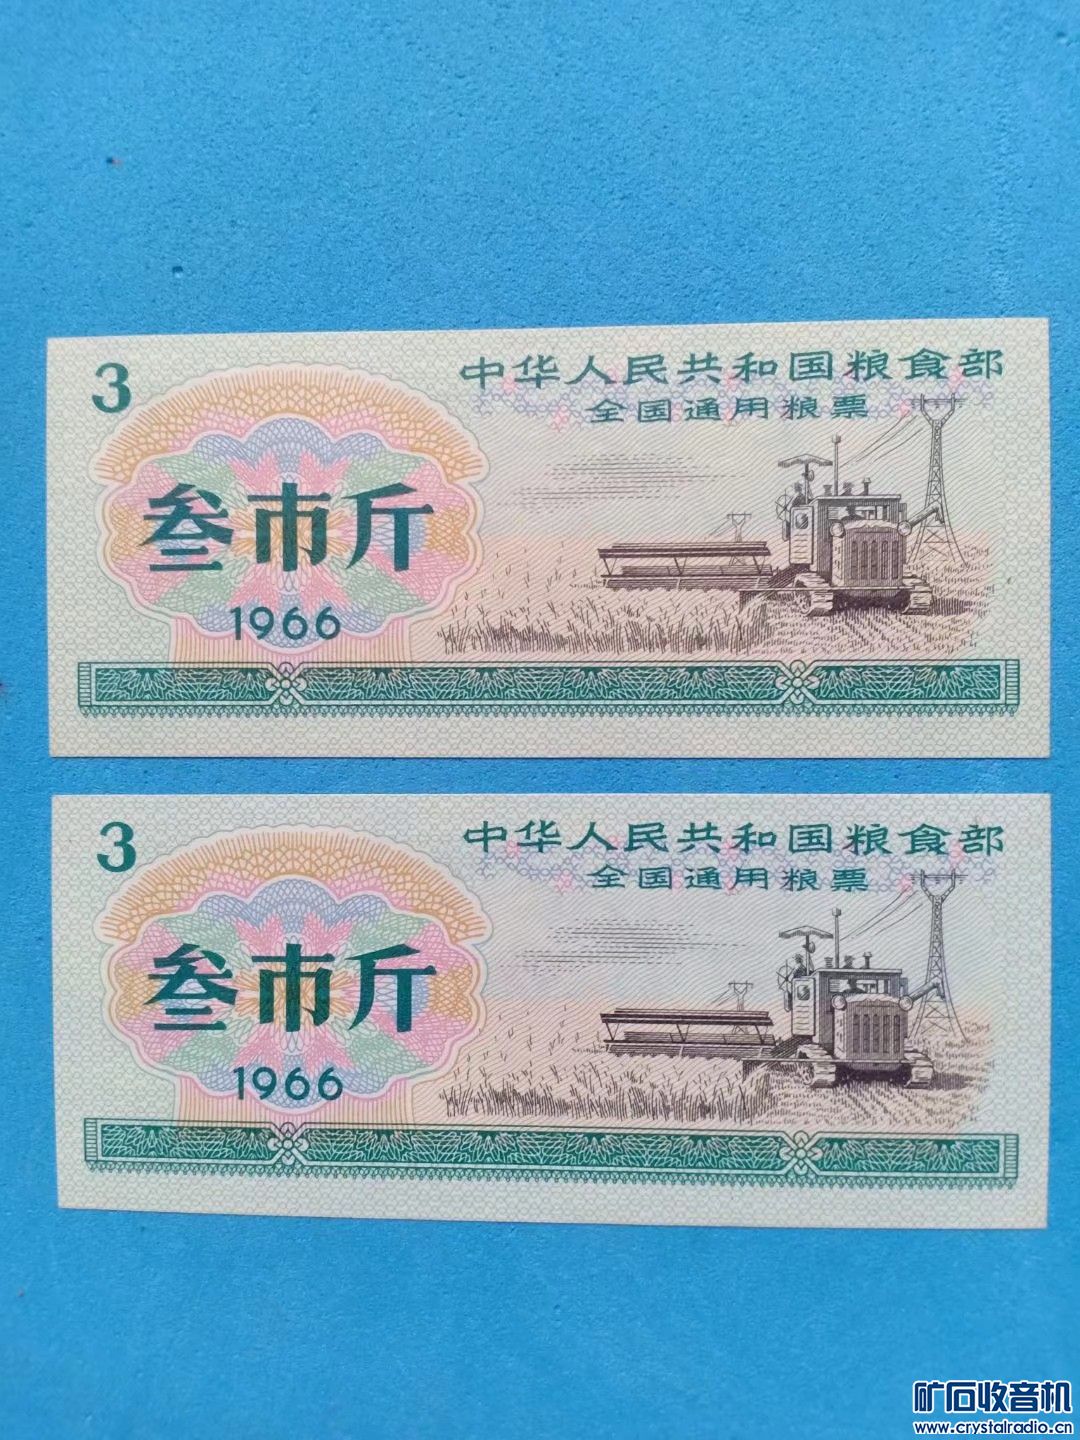 3
中华人民共和国粮食部
全国通用粮票
叁市斤
1966
3
中华人民共和国粮食部
全国通用粮票
叁市斤
1966
矿石收音机
www.crystalradio.cn